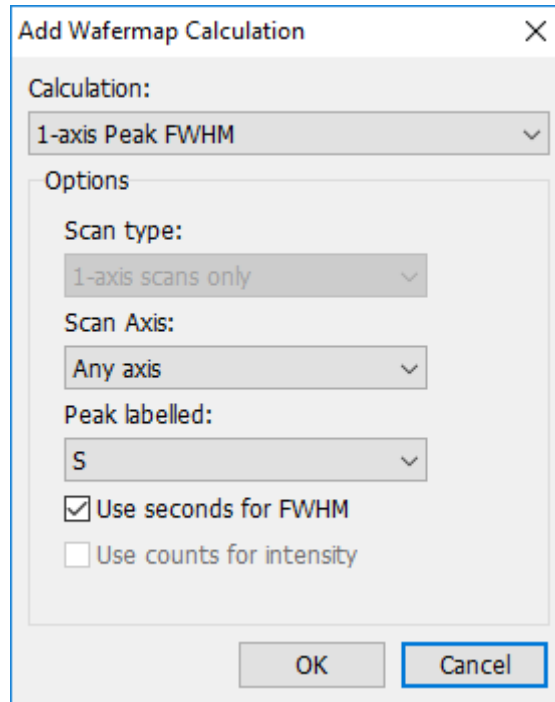 Add Wafermap Calculation
Calculation:
1-axis Peak FWHM
Options
Scan type:
1-axis scans only
Scan Axis:
Any axis
Peak labelled:
S
Use seconds for FWHM
Use counts for intensity
OK Cancel